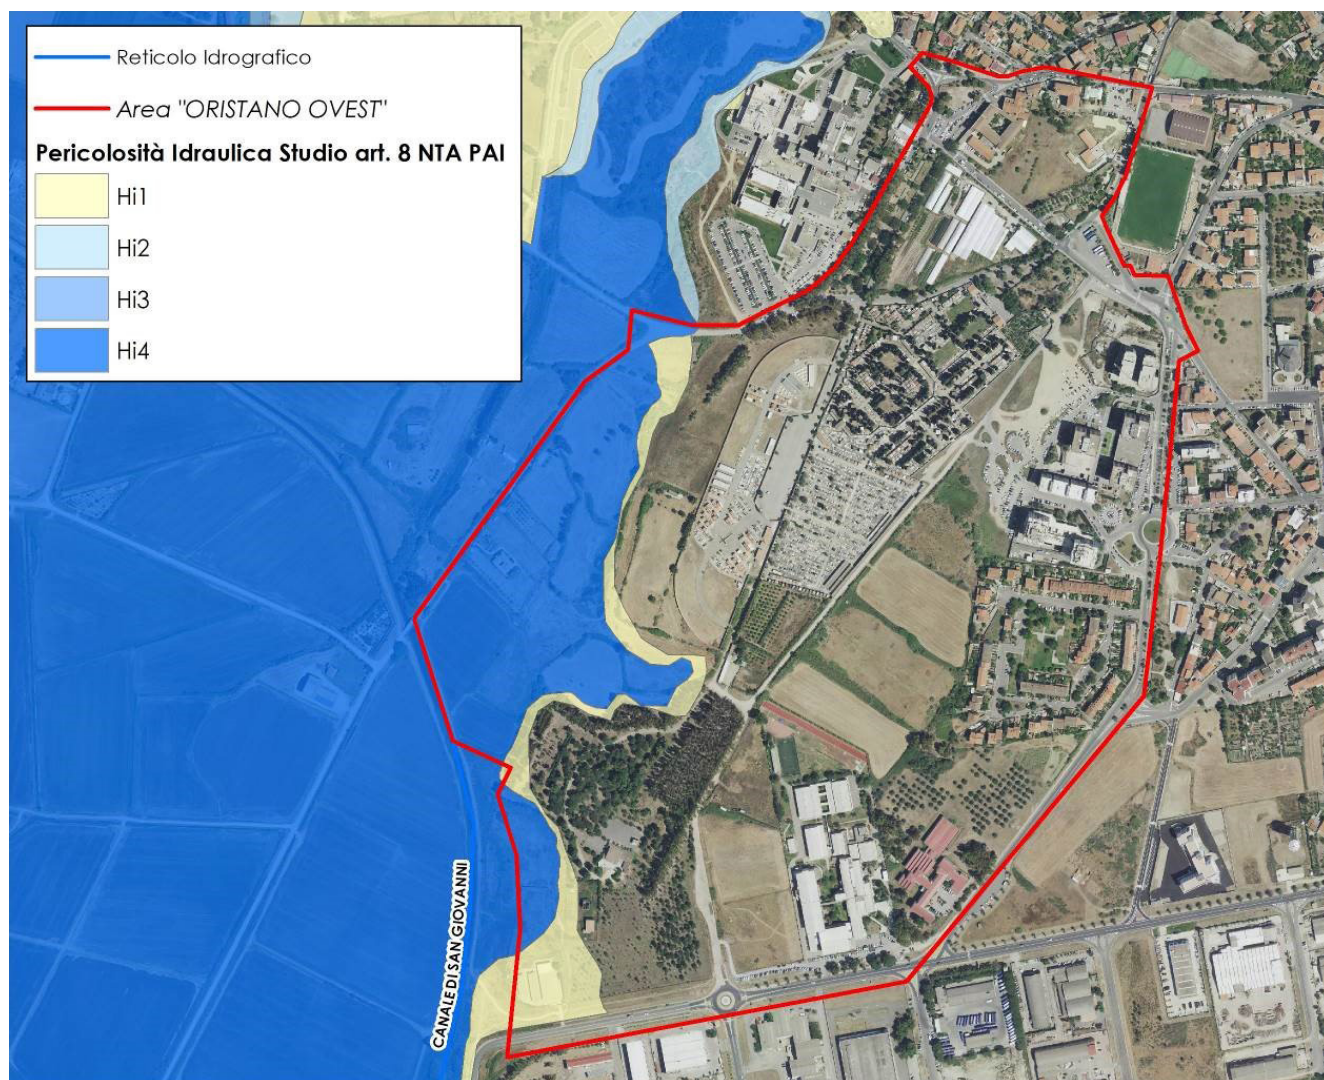 Reticolo Idrografico
Area "ORISTANO OVEST"
Pericolosità Idraulica Studio art. 8 NTA PAI
Hi1
Hi2
Hi3
Hi4
CANALE DI SAN GIOVANNI